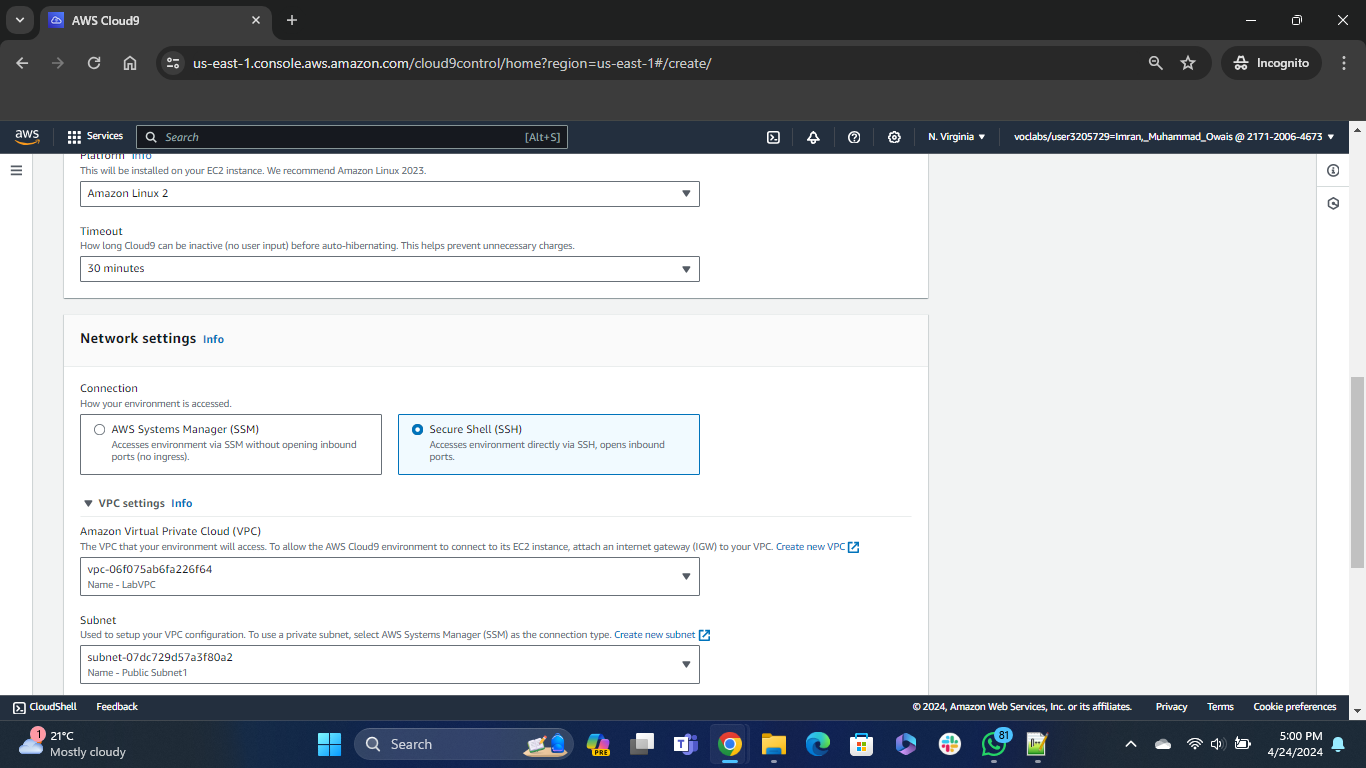 AWS Cloud9
us-east-1.console.aws.amazon.com/cloud9control/home?region=us-east-1#/create/
Incognito
aws
Services
Search
[Alt+S]
N. Virginia
voclabs/user3205729=Imran,_Muhammad_Owais @ 2171-2006-4673
Platform Info
This will be installed on your EC2 instance. We recommend Amazon Linux 2023.
Amazon Linux 2
Timeout
How long Cloud9 can be inactive (no user input) before auto-hibernating. This helps prevent unnecessary charges.
30 minutes
Network settings Info
Connection
How your environment is accessed.
AWS Systems Manager (SSM)
Accesses environment via SSM without opening inbound
ports (no ingress).
Secure Shell (SSH)
Accesses environment directly via SSH, opens inbound
ports.
VPC settings Info
Amazon Virtual Private Cloud (VPC)
The VPC that your environment will access. To allow the AWS Cloud9 environment to connect to its EC2 instance, attach an internet gateway (IGW) to your VPC. Create new VPC
vpc-06f075ab6fa226f64
Name - LabVPC
Subnet
Used to setup your VPC configuration. To use a private subnet, select AWS Systems Manager (SSM) as the connection type. Create new subnet
subnet-07dc729d57a3f80a2
Name - Public Subnet1
CloudShell
Feedback
© 2024, Amazon Web Services, Inc. or its affiliates.
Privacy
Terms
Cookie preferences
1
21°C
Mostly cloudy
Search
PRE
81
5:00 PM
4/24/2024